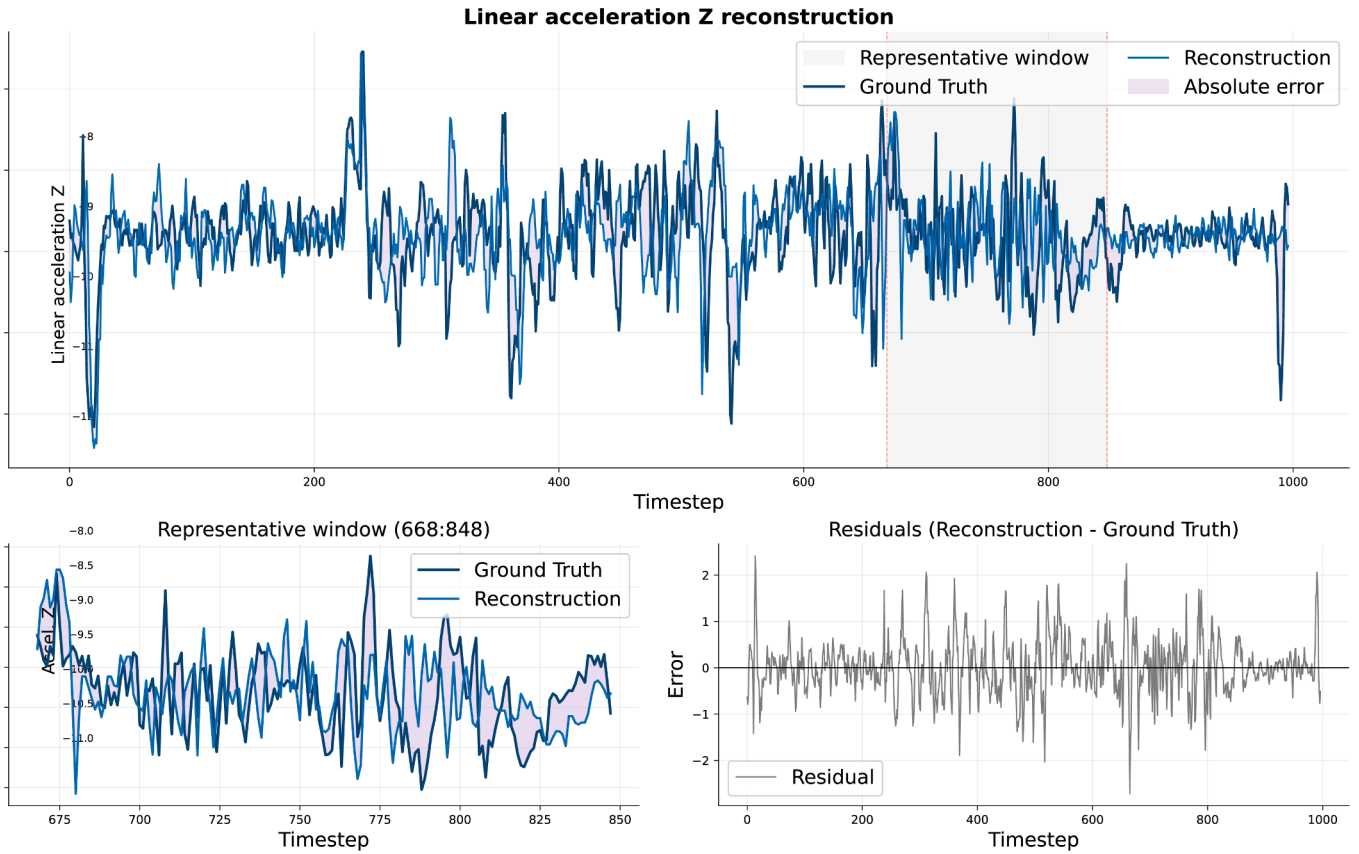 Linear acceleration Z reconstruction
Representative window
Ground Truth
Reconstruction
Absolute error
Linear acceleration Z
−9
−10
−11
0
200
400
600
800
1000
Timestep
Representative window (668:848)
−8.0
−8.5
−9.0
−9.5
−10.0
−10.5
−11.0
Accel. Z
Ground Truth
Reconstruction
675
700
725
750
775
800
825
850
Timestep
Residuals (Reconstruction - Ground Truth)
Error
2
1
0
−1
−2
Residual
0
200
400
600
800
1000
Timestep